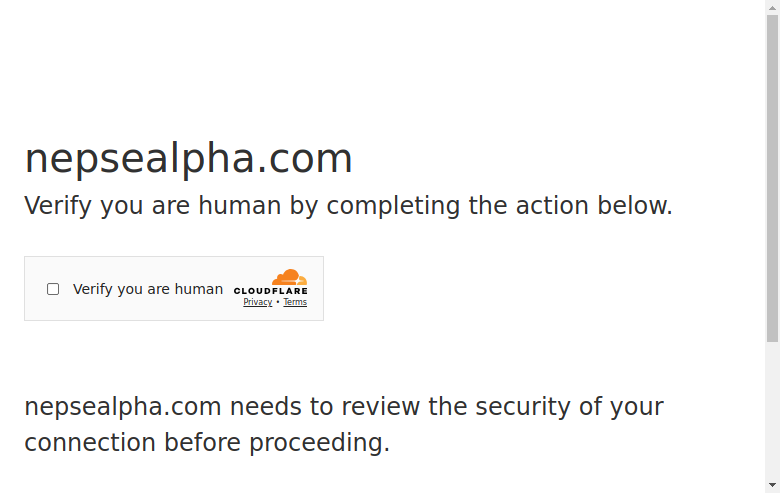 nepsealpha.com
Verify you are human by completing the action below.
Verify you are human
CLOUDFLARE
Privacy • Terms
nepsealpha.com needs to review the security of your
connection before proceeding.